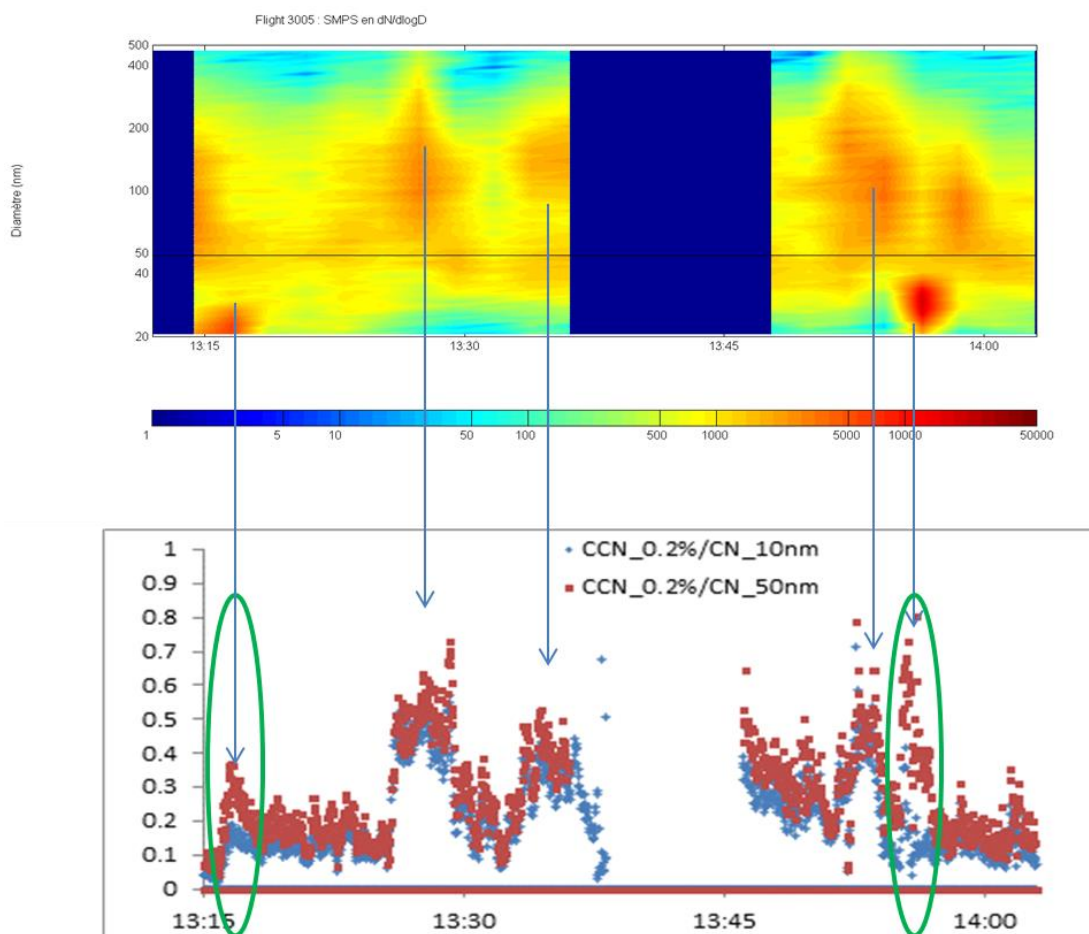 Flight 3005 : SMPS en dN/dlogD
Diamètre (nm)
500
400
200
100
50
40
20
13:15 13:30 13:45 14:00
1 5 10 50 100 500 1000 5000 10000 50000
CCN_0.2%/CN_10nm
CCN_0.2%/CN_50nm
1
0.9
0.8
0.7
0.6
0.5
0.4
0.3
0.2
0.1
0
13:15 13:30 13:45 14:00